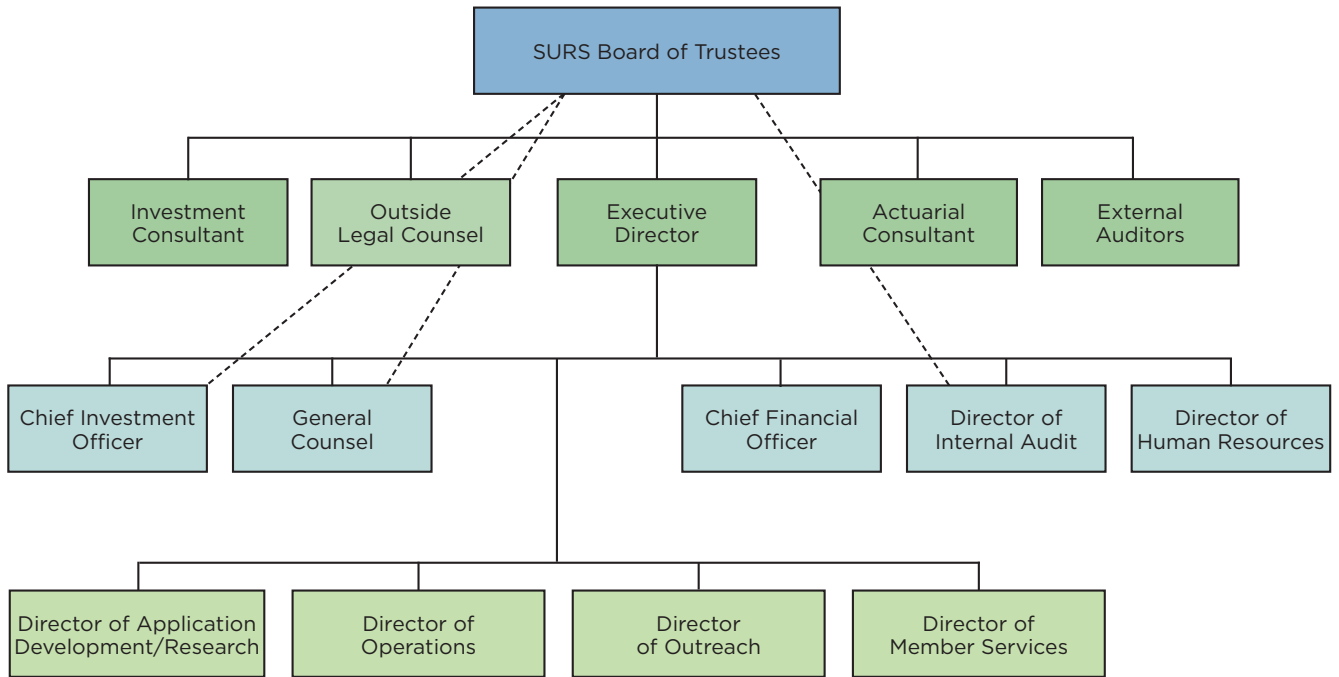 SURS Board of Trustees
Investment
Consultant
Outside
Legal Counsel
Executive
Director
Actuarial
Consultant
External
Auditors
Chief Investment
Officer
General
Counsel
Chief Financial
Officer
Director of
Internal Audit
Director of
Human Resources
Director of Application
Development/Research
Director of
Operations
Director
of Outreach
Director of
Member Services